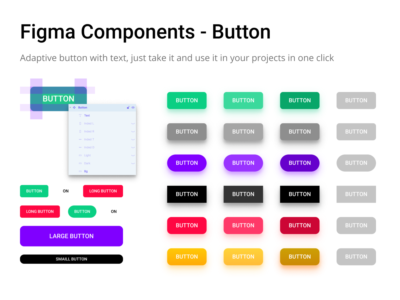 Figma Components - Button
Adaptive button with text, just take it and use it in your projects in one click
BUTTON
BUTTON BUTTON BUTTON BUTTON
BUTTON BUTTON BUTTON BUTTON
BUTTON BUTTON BUTTON BUTTON
BUTTON ON LONG BUTTON
BUTTON BUTTON BUTTON BUTTON
LONG BUTTON BUTTON ON
BUTTON BUTTON BUTTON BUTTON
LARGE BUTTON
BUTTON BUTTON BUTTON BUTTON
SMALL BUTTON